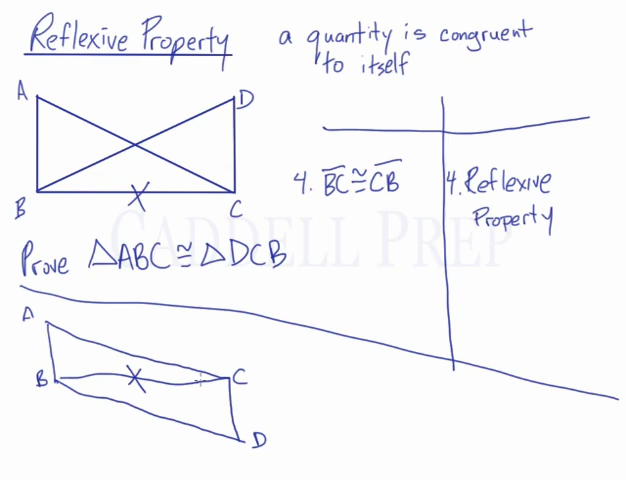 Reflexive Property
a quantity is congruent
to itself
A
D
B
C
4. BC ≅ CB
4. Reflexive
Property
CADDELL PREP
Prove △ABC ≅ △DCB
A
B
C
D